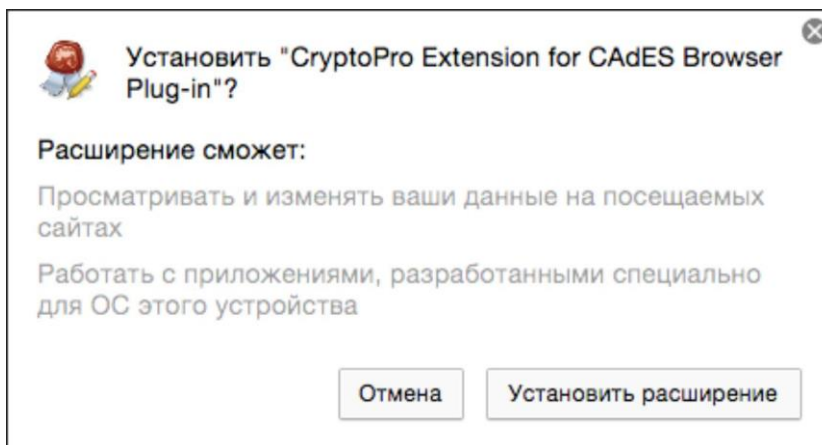 Установить "CryptoPro Extension for CAdES Browser
Plug-in"?
Расширение сможет:
Просматривать и изменять ваши данные на посещаемых
сайтах
Работать с приложениями, разработанными специально
для ОС этого устройства
Отмена
Установить расширение